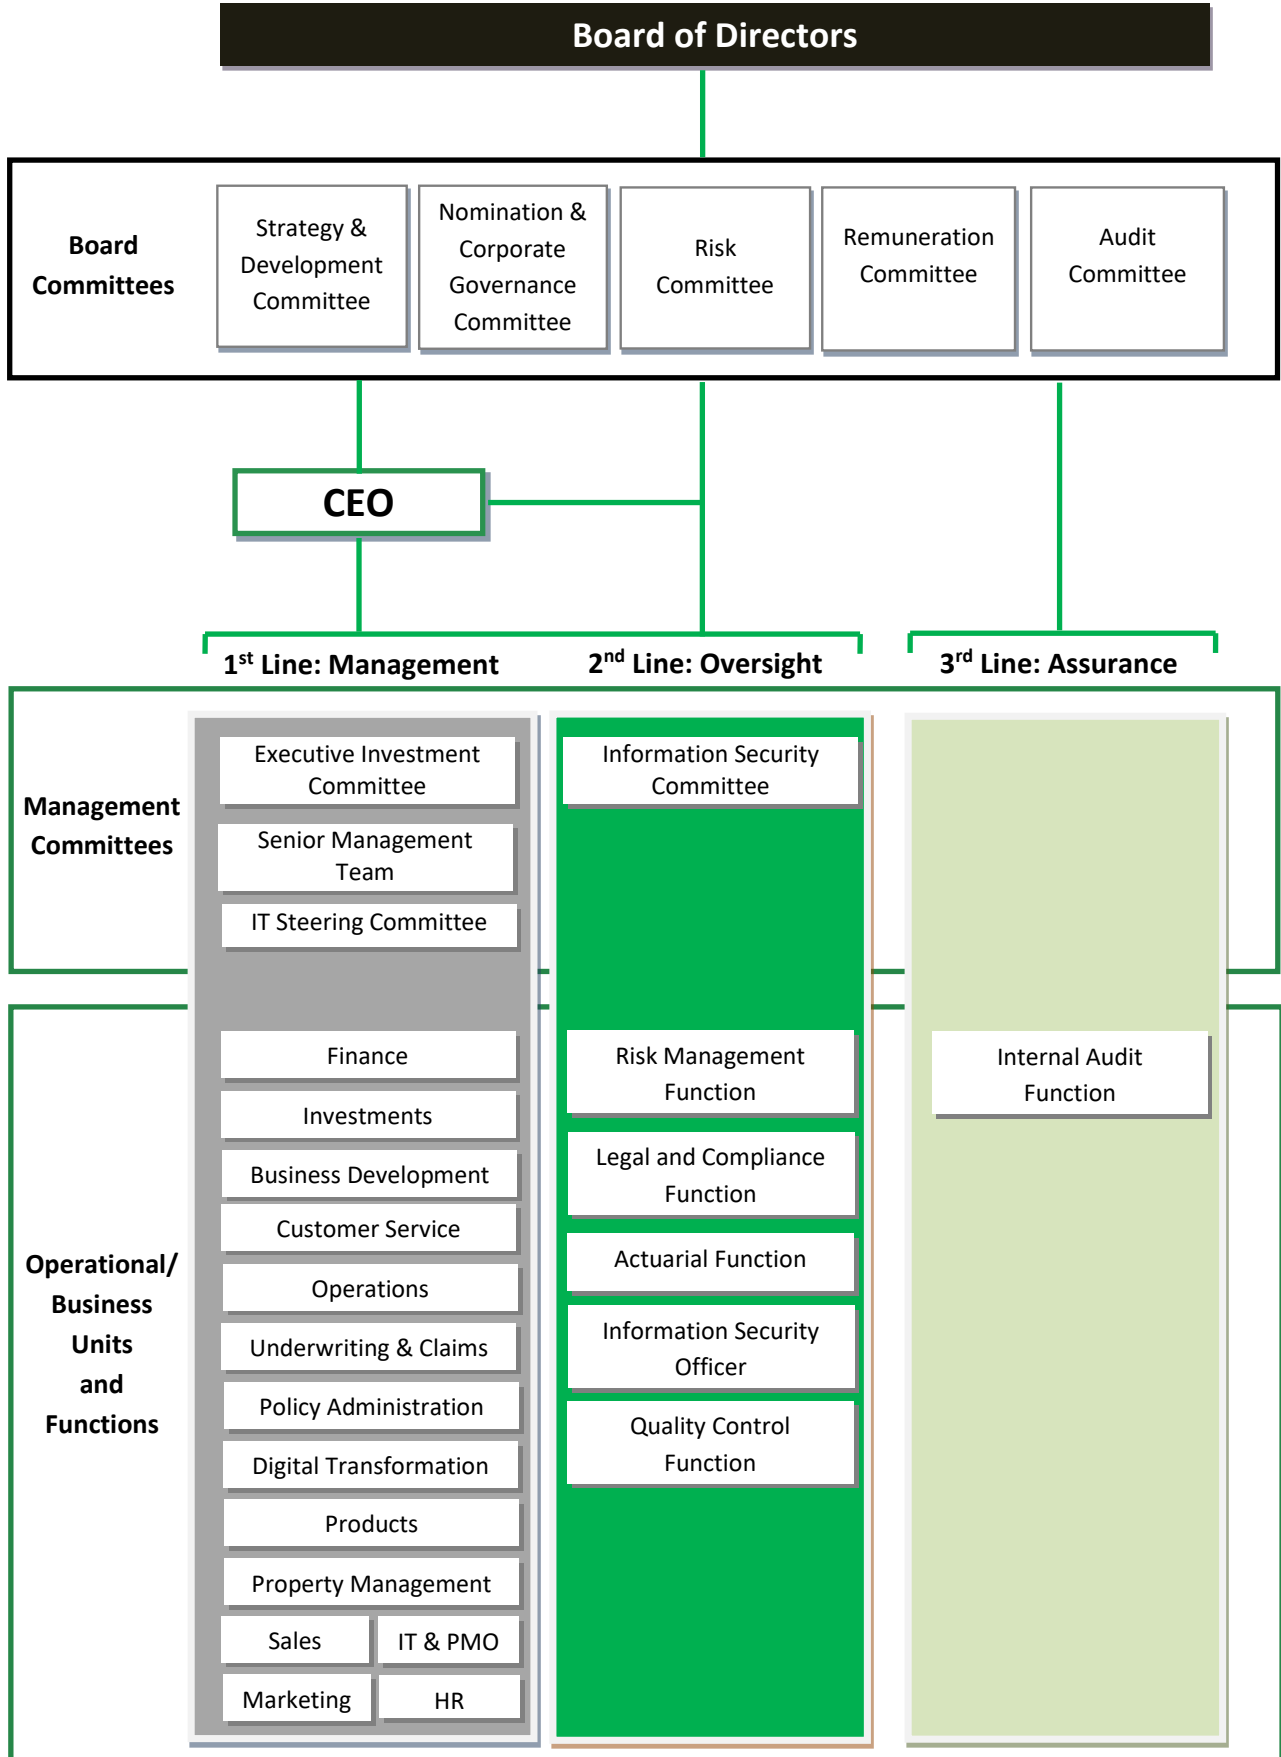 Board of Directors
Board
Committees
Strategy &
Development
Committee
Nomination &
Corporate
Governance
Committee
Risk
Committee
Remuneration
Committee
Audit
Committee
CEO
1st Line: Management
2nd Line: Oversight
3rd Line: Assurance
Management
Committees
Executive Investment
Committee
Senior Management
Team
IT Steering Committee
Information Security
Committee
Operational/
Business
Units
and
Functions
Finance
Investments
Business Development
Customer Service
Operations
Underwriting & Claims
Policy Administration
Digital Transformation
Products
Property Management
Sales
IT & PMO
Marketing
HR
Risk Management
Function
Legal and Compliance
Function
Actuarial Function
Information Security
Officer
Quality Control
Function
Internal Audit
Function